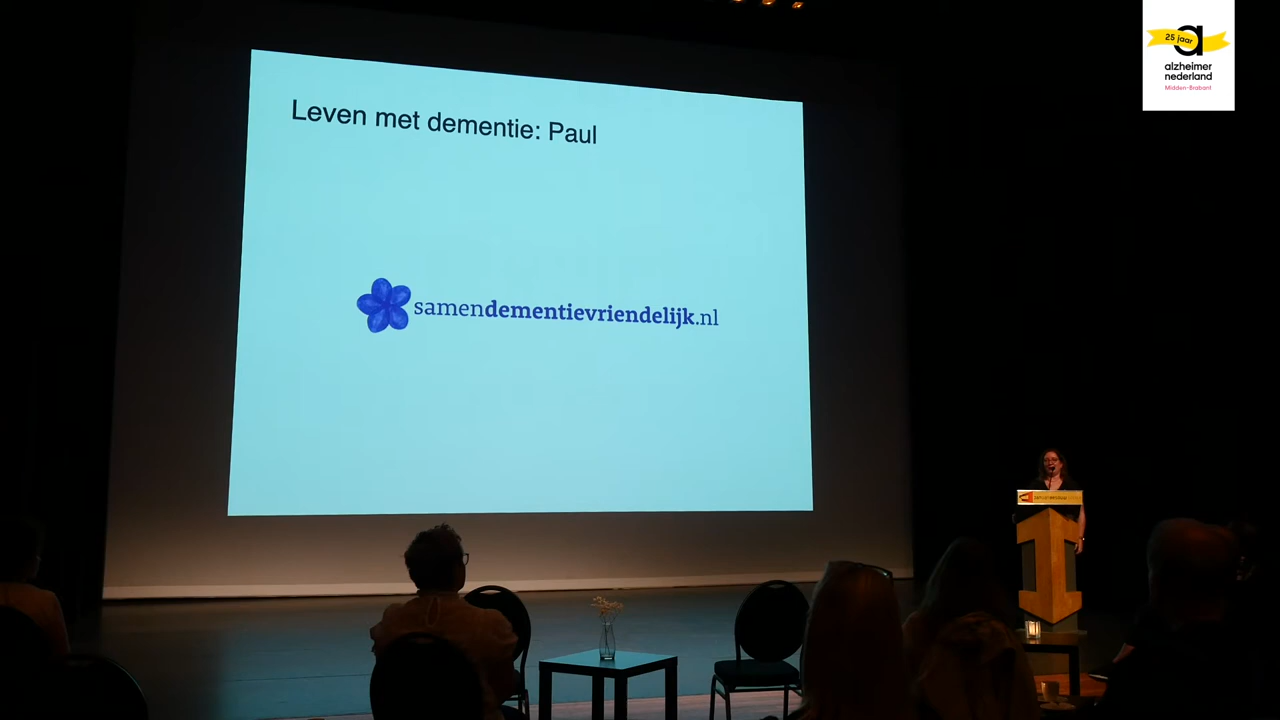 Leven met dementie: Paul
samendementievriendelijk.nl
25 jaar
alzheimer
nederland
Midden-Brabant